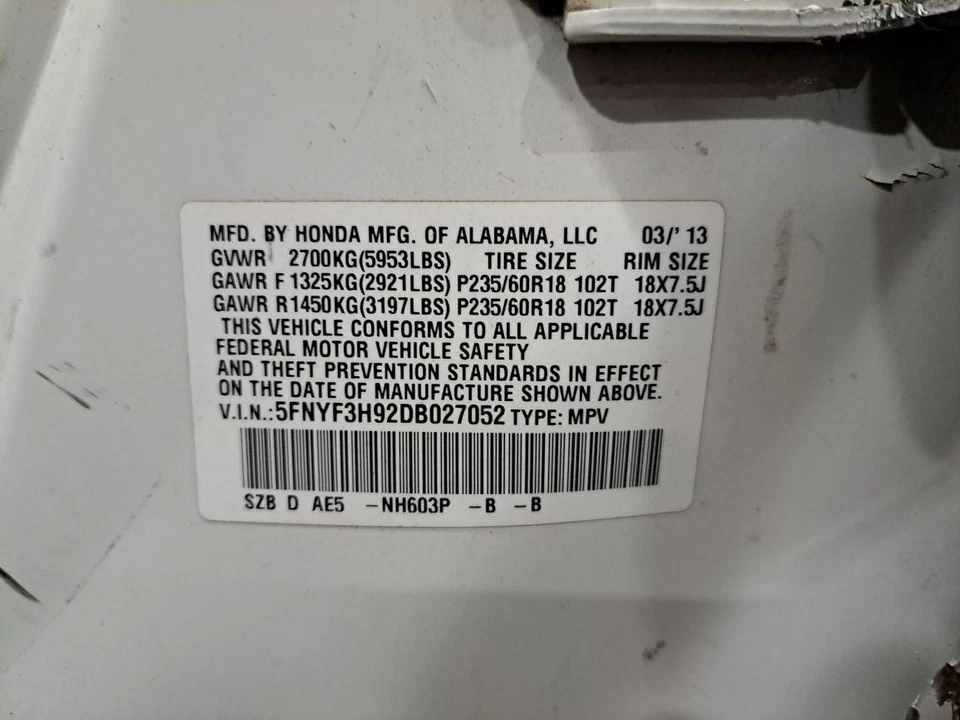 MFD. BY HONDA MFG. OF ALABAMA, LLC 03/' 13
GVWR 2700KG(5953LBS) TIRE SIZE RIM SIZE
GAWR F 1325KG(2921LBS) P235/60R18 102T 18X7.5J
GAWR R1450KG(3197LBS) P235/60R18 102T 18X7.5J
THIS VEHICLE CONFORMS TO ALL APPLICABLE
FEDERAL MOTOR VEHICLE SAFETY
AND THEFT PREVENTION STANDARDS IN EFFECT
ON THE DATE OF MANUFACTURE SHOWN ABOVE.
V.I.N.:5FNYF3H92DB027052 TYPE: MPV
SZB D AE5 -NH603P -B -B